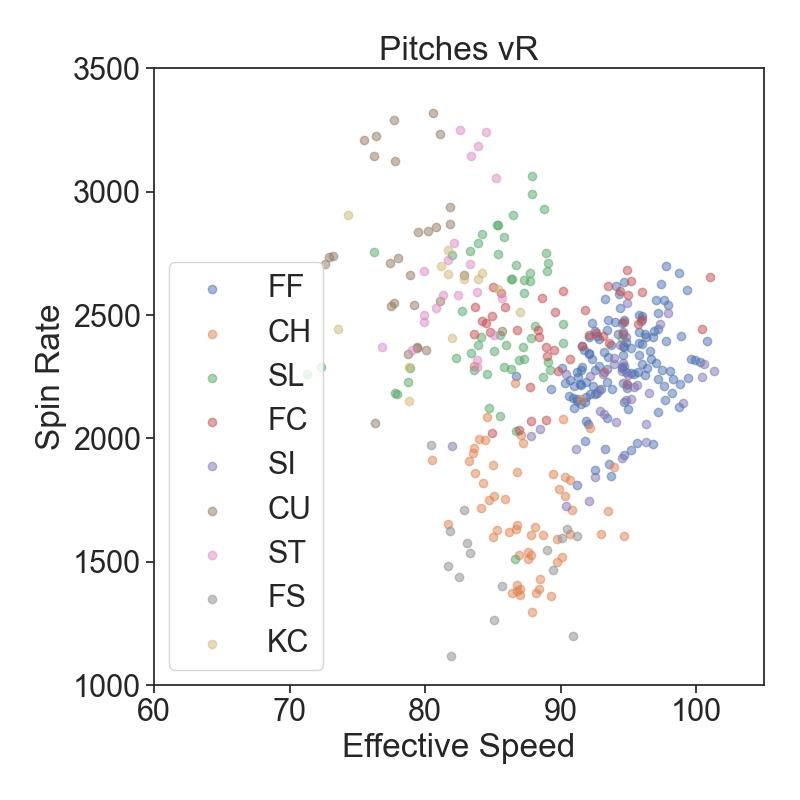 Pitches vR
3500
3000
2500
2000
1500
1000
Spin Rate
FF
CH
SL
FC
SI
CU
ST
FS
KC
60 70 80 90 100
Effective Speed